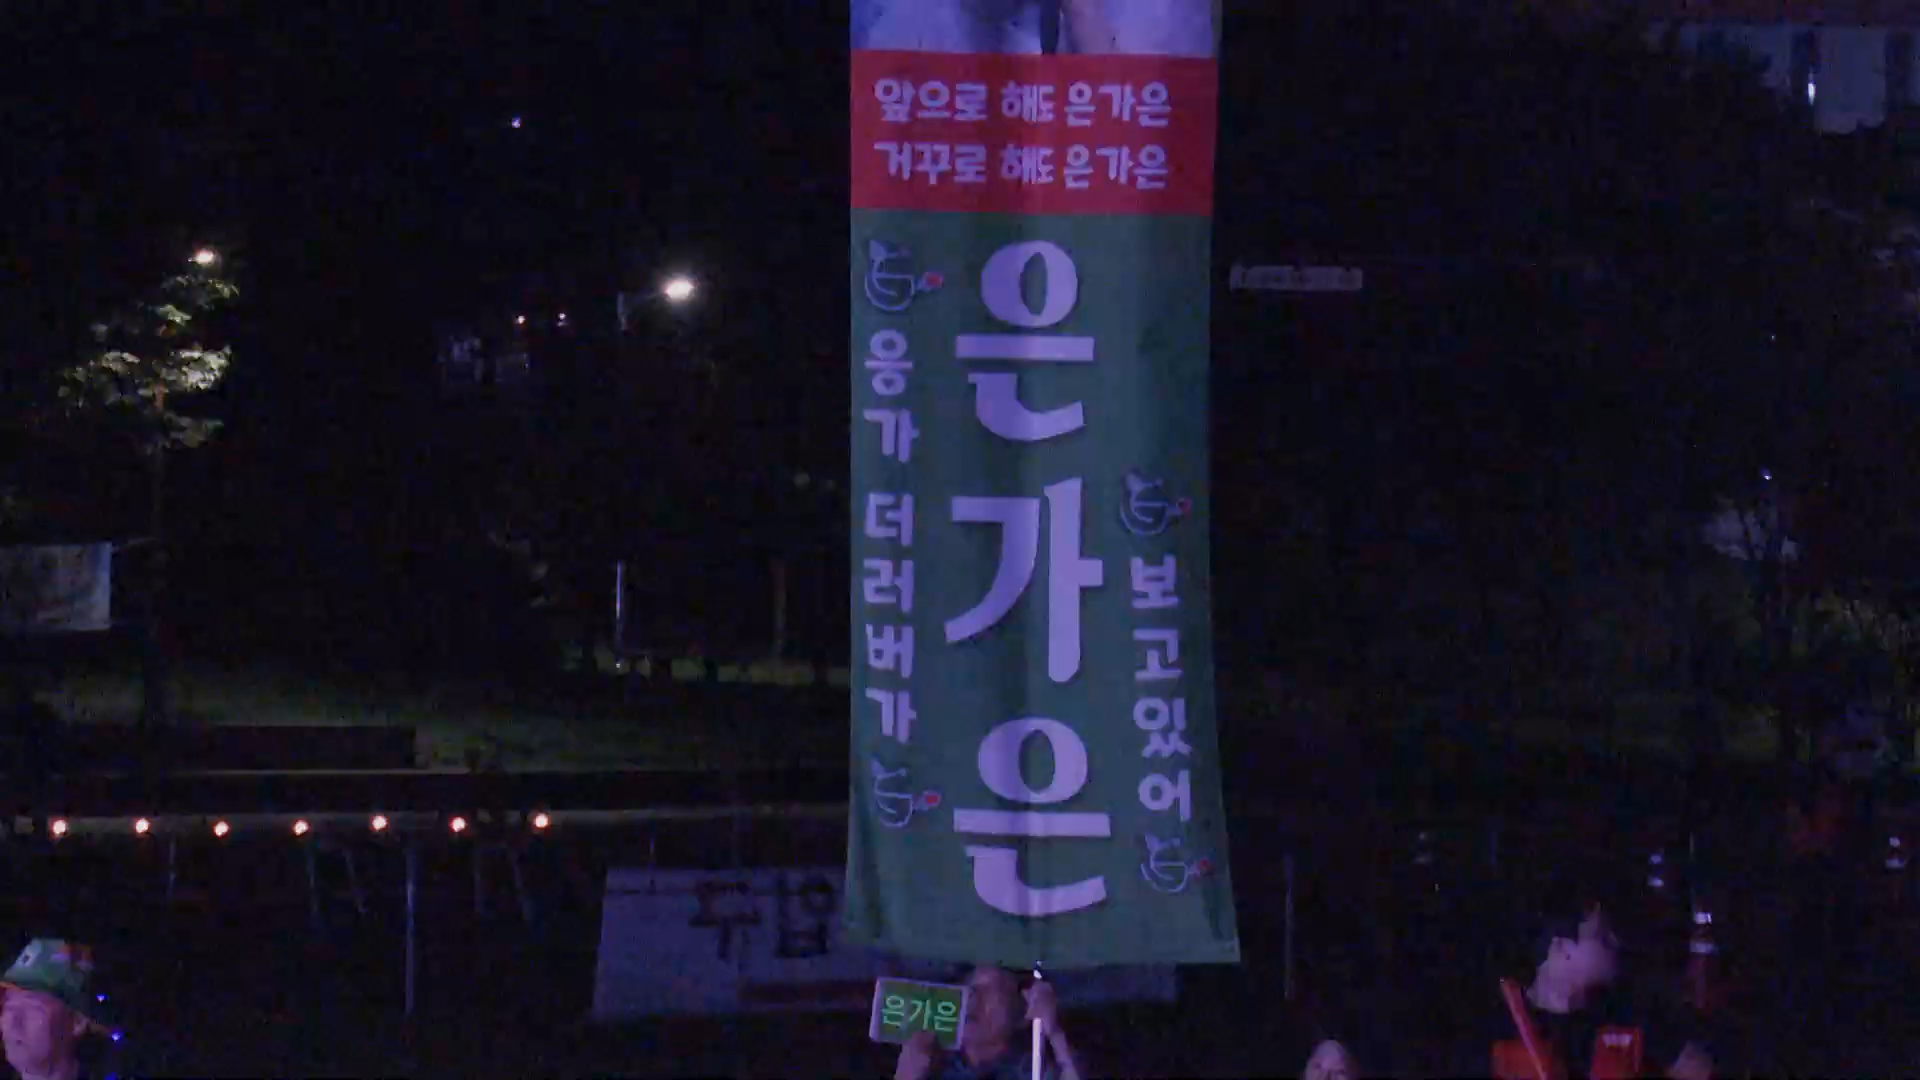 앞으로 해도 은가은
거꾸로 해도 은가은
응가 더러버가
은가은
보고있어
은가은